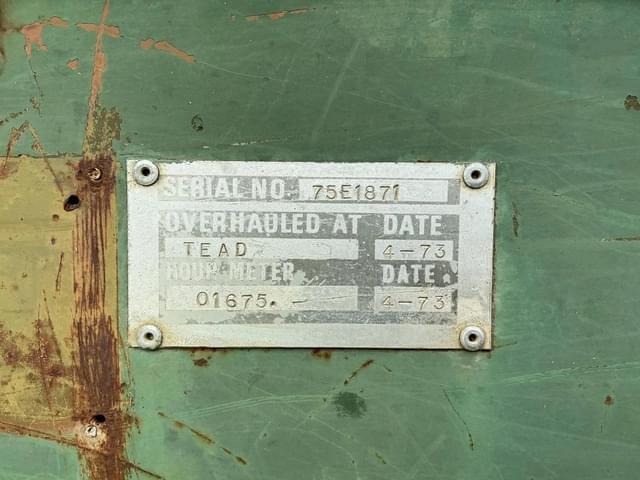 SERIAL NO. 75E1871
OVERHAULED AT DATE
TEAD 4-73
HOUR METER DATE
01675. 4-73